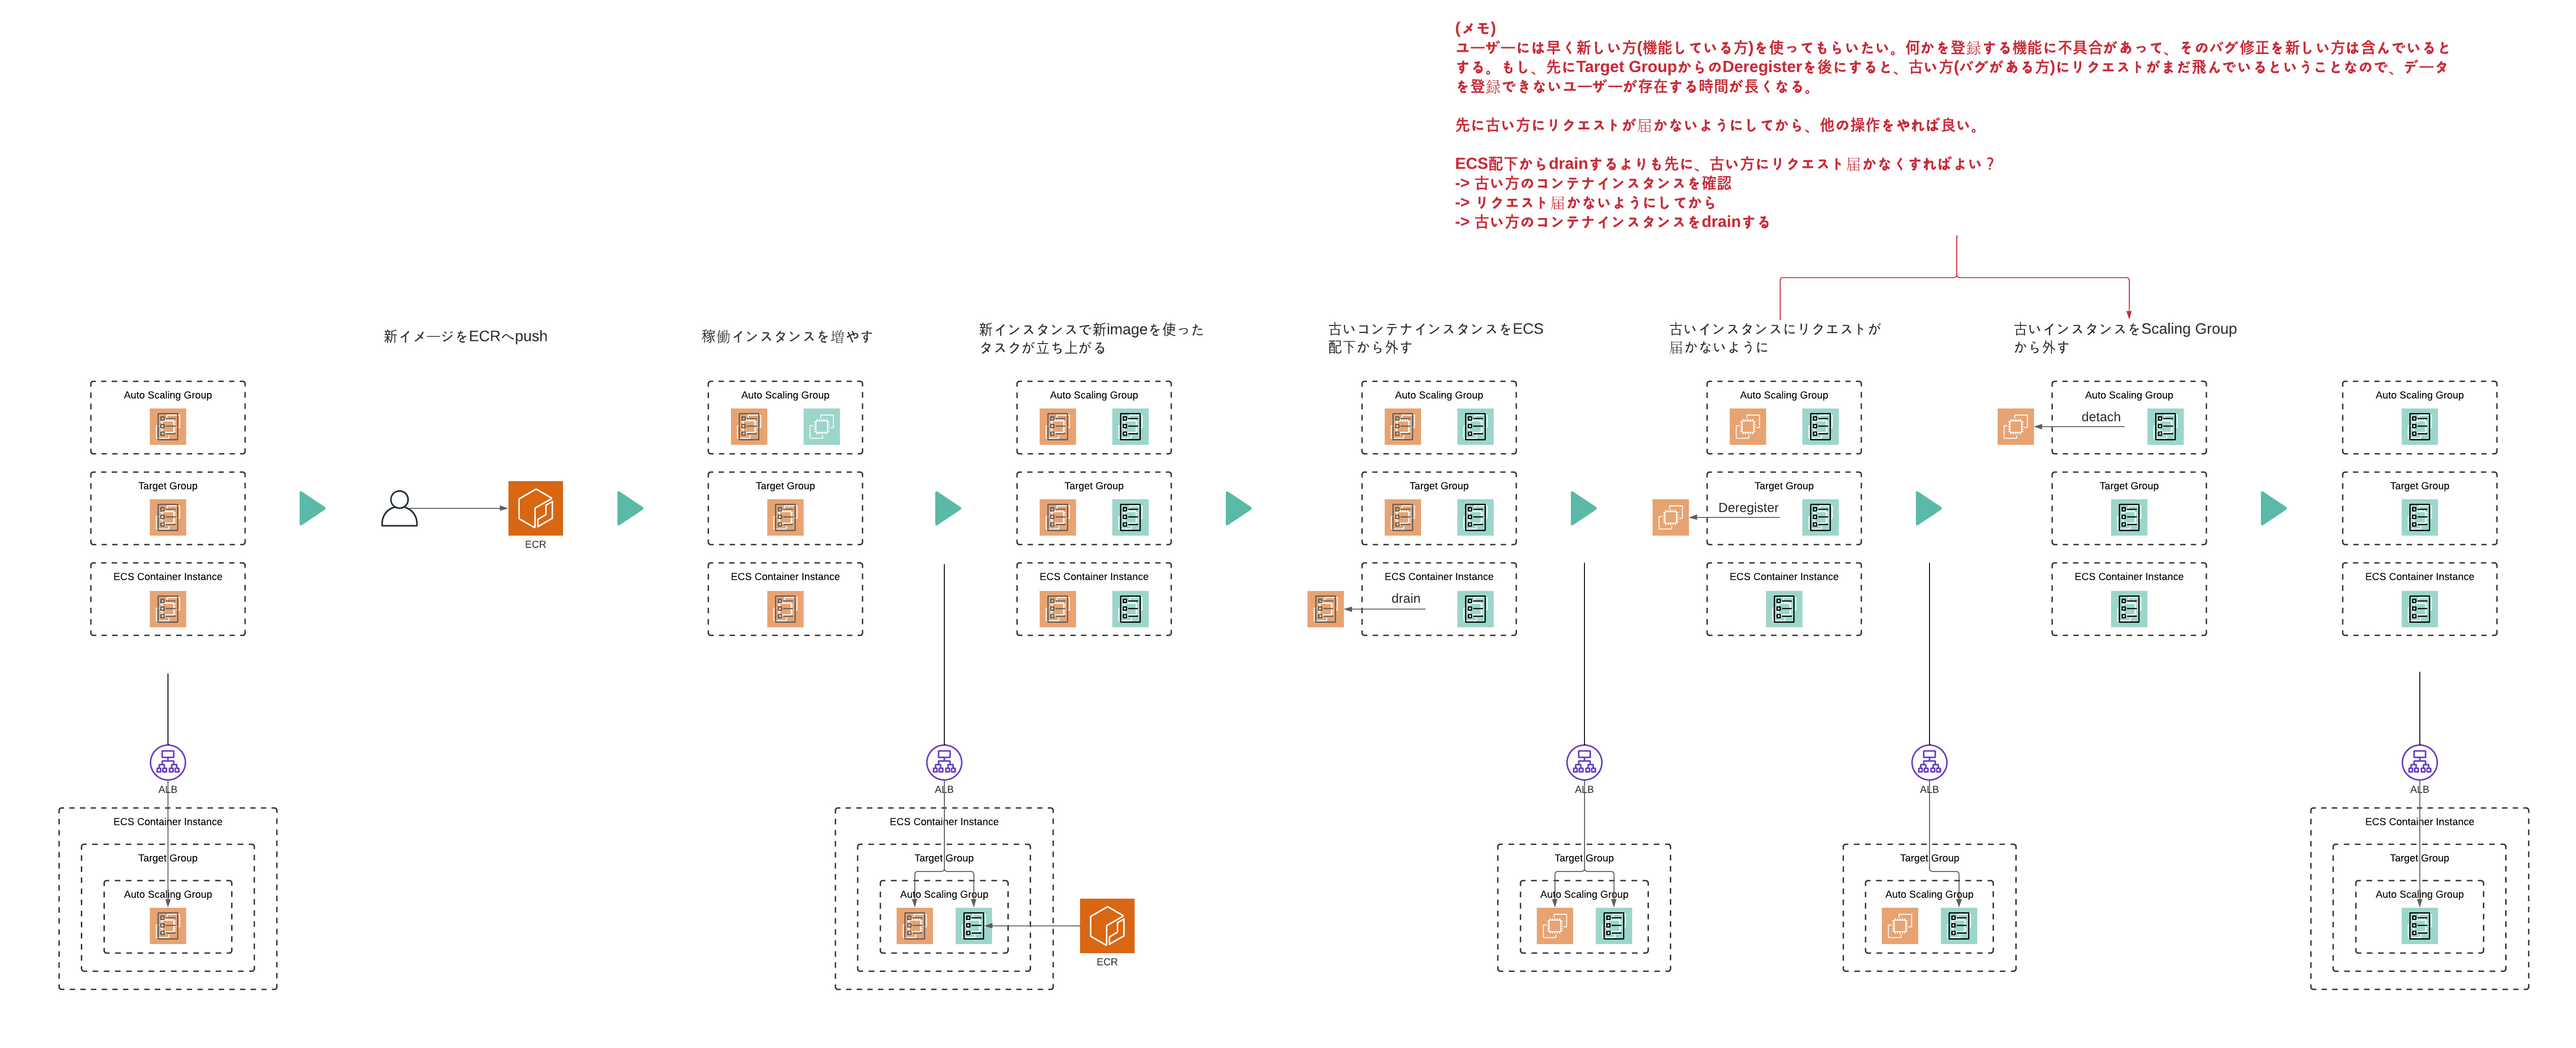 (メモ)
ユーザーには早く新しい方(機能している方)を使ってもらいたい。何かを登録する機能に不具合があって、そのバグ修正を新しい方は含んでいると
する。もし、先にTarget GroupからのDeregisterを後にすると、古い方(バグがある方)にリクエストがまだ飛んでいるということなので、データ
を登録できないユーザーが存在する時間が長くなる。
先に古い方にリクエストが届かないようにしてから、他の操作をやれば良い。
ECS配下からdrainするよりも先に、古い方にリクエスト届かなくすればよい？
-> 古い方のコンテナインスタンスを確認
-> リクエスト届かないようにしてから
-> 古い方のコンテナインスタンスをdrainする
新イメージをECRへpush
稼働インスタンスを増やす
新インスタンスで新imageを使った
タスクが立ち上がる
古いコンテナインスタンスをECS
配下から外す
古いインスタンスにリクエストが
届かないように
古いインスタンスをScaling Group
から外す
Auto Scaling Group
Target Group
ECS Container Instance
ECR
Auto Scaling Group
Target Group
ECS Container Instance
Auto Scaling Group
Target Group
ECS Container Instance
Auto Scaling Group
Target Group
ECS Container Instance
drain
Auto Scaling Group
Target Group
Deregister
ECS Container Instance
Auto Scaling Group
detach
Target Group
ECS Container Instance
Auto Scaling Group
Target Group
ECS Container Instance
ALB
ECS Container Instance
Target Group
Auto Scaling Group
ALB
ECS Container Instance
Target Group
Auto Scaling Group
ECR
ALB
Target Group
Auto Scaling Group
ALB
Target Group
Auto Scaling Group
ALB
ECS Container Instance
Target Group
Auto Scaling Group